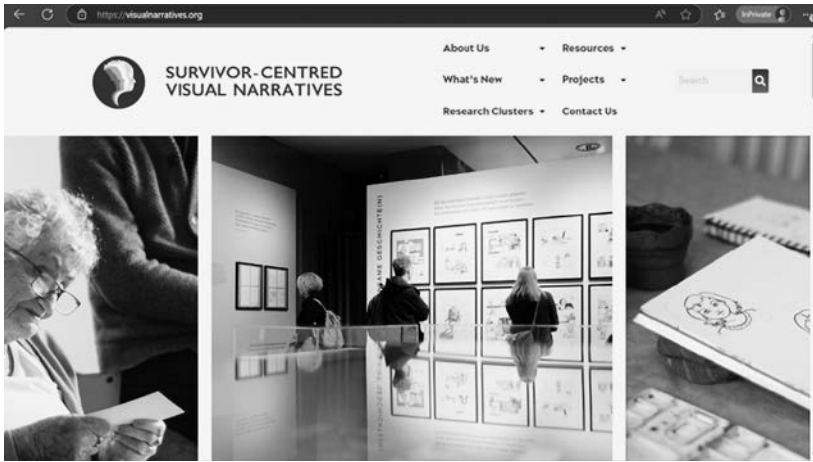 https://visualnarratives.org
InPrivate
SURVIVOR-CENTRED
VISUAL NARRATIVES
About Us
Resources
What's New
Projects
Research Clusters
Contact Us
Search
GESCHICHTE(N)